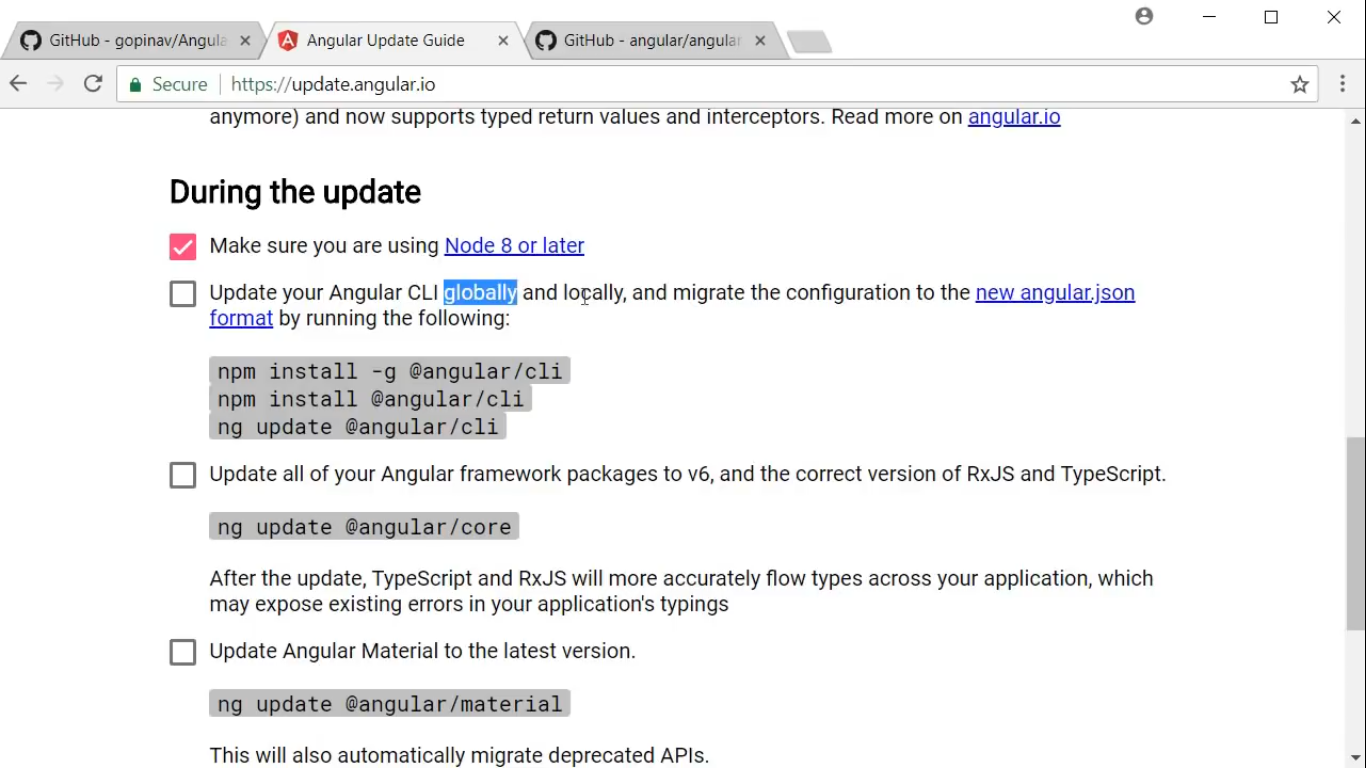 GitHub - gopinav/Angula
Angular Update Guide
GitHub - angular/angular
Secure
https://update.angular.io
anymore) and now supports typed return values and interceptors. Read more on angular.io
During the update
Make sure you are using Node 8 or later
Update your Angular CLI globally and locally, and migrate the configuration to the new angular.json
format by running the following:
npm install -g @angular/cli
npm install @angular/cli
ng update @angular/cli
Update all of your Angular framework packages to v6, and the correct version of RxJS and TypeScript.
ng update @angular/core
After the update, TypeScript and RxJS will more accurately flow types across your application, which
may expose existing errors in your application's typings
Update Angular Material to the latest version.
ng update @angular/material
This will also automatically migrate deprecated APIs.